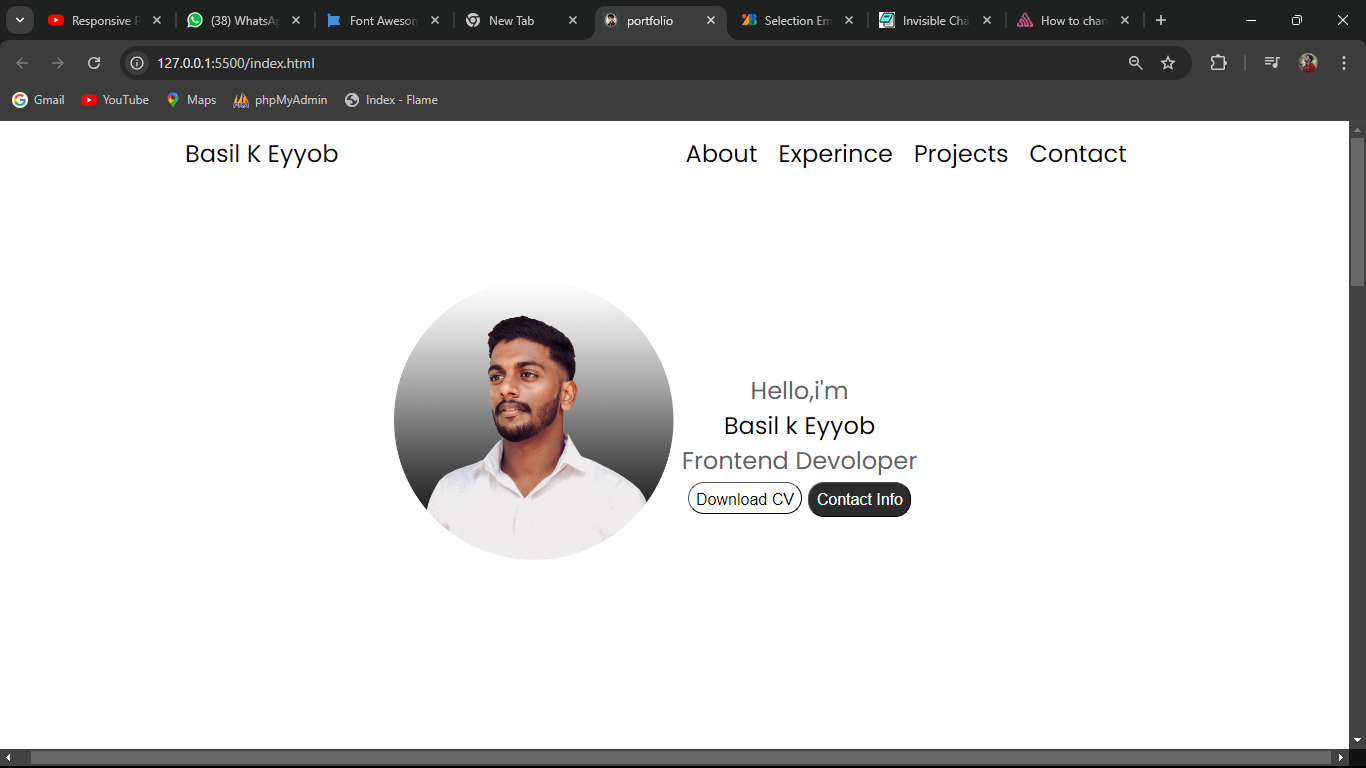 Responsive P
(38) WhatsAp
Font Awesom
New Tab
portfolio
Selection Em
Invisible Cha
How to chan
127.0.0.1:5500/index.html
Gmail
YouTube
Maps
phpMyAdmin
Index - Flame
Basil K Eyyob
About Experince Projects Contact
Hello,i'm
Basil k Eyyob
Frontend Devoloper
Download CV
Contact Info